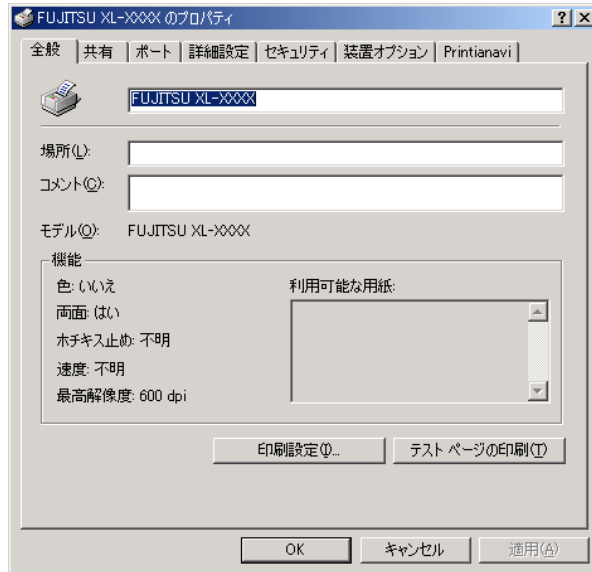 FUJITSU XL-XXXX のプロパティ
全般 共有 ポート 詳細設定 セキュリティ 装置オプション Printianavi
FUJITSU XL-XXXX
場所(L):
コメント(C):
モデル(O): FUJITSU XL-XXXX
機能
色: いいえ 利用可能な用紙:
両面: はい
ホチキス止め: 不明
速度: 不明
最高解像度: 600 dpi
印刷設定(I)... テスト ページの印刷(T)
OK キャンセル 適用(A)